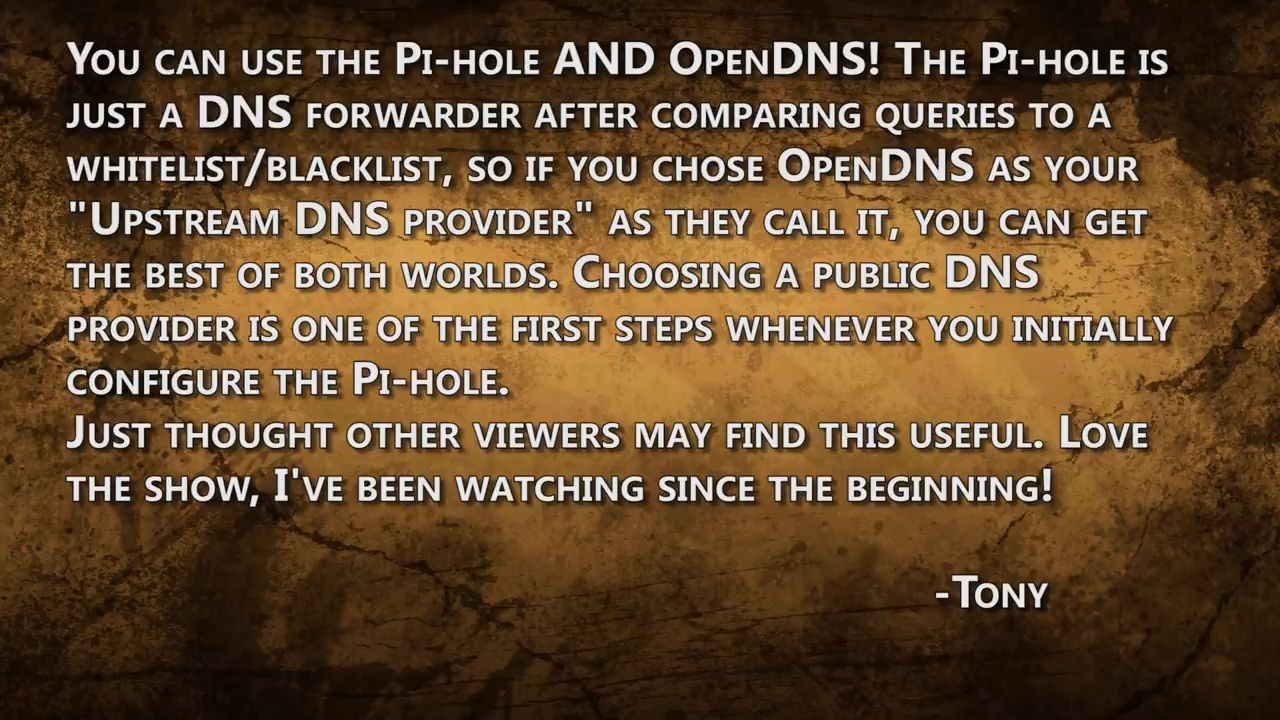 You can use the Pi-hole AND OpenDNS! The Pi-hole is
just a DNS forwarder after comparing queries to a
whitelist/blacklist, so if you chose OpenDNS as your
"Upstream DNS provider" as they call it, you can get
the best of both worlds. Choosing a public DNS
provider is one of the first steps whenever you initially
configure the Pi-hole.
Just thought other viewers may find this useful. Love
the show, I've been watching since the beginning!
-Tony